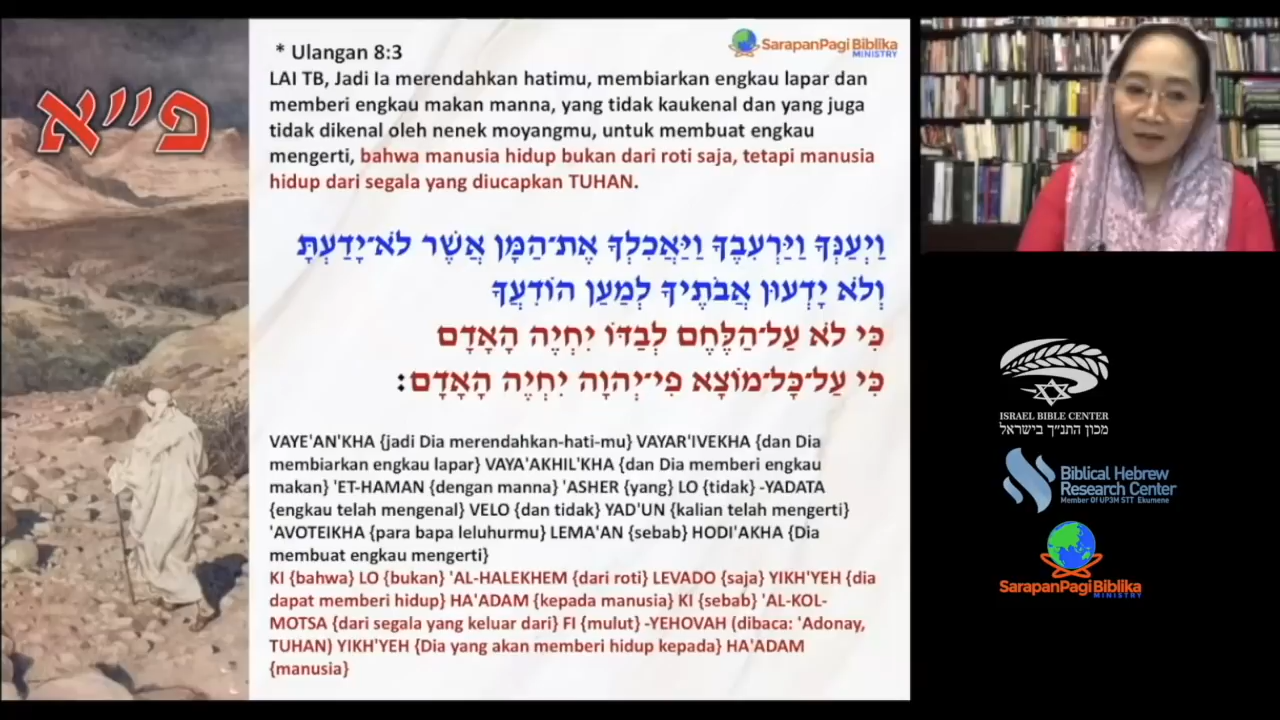 פ״א
SarapanPagi Biblika
MINISTRY
* Ulangan 8:3
LAI TB, Jadi Ia merendahkan hatimu, membiarkan engkau lapar dan
memberi engkau makan manna, yang tidak kaukenal dan yang juga
tidak dikenal oleh nenek moyangmu, untuk membuat engkau
mengerti, bahwa manusia hidup bukan dari roti saja, tetapi manusia
hidup dari segala yang diucapkan TUHAN.
וַיְעַנְּךָ וַיַּרְעִבֶךָ וַיַּאֲכִלְךָ אֶת־הַמָּן אֲשֶׁר לֹא־יָדַעְתָּ
וְלֹא יָדְעוּן אֲבֹתֶיךָ לְמַעַן הוֹדִעֲךָ
כִּי לֹא עַל־הַלֶּחֶם לְבַדּוֹ יִחְיֶה הָאָדָם
כִּי עַל־כָּל־מוֹצָא פִי־יְהוָה יִחְיֶה הָאָדָם׃
VAYE'AN'KHA {jadi Dia merendahkan-hati-mu} VAYAR'IVEKHA {dan Dia
membiarkan engkau lapar} VAYA'AKHIL'KHA {dan Dia memberi engkau
makan} 'ET-HAMAN {dengan manna} 'ASHER {yang} LO {tidak} -YADATA
{engkau telah mengenal} VELO {dan tidak} YAD'UN {kalian telah mengerti}
'AVOTEIKHA {para bapa leluhurmu} LEMA'AN {sebab} HODI'AKHA {Dia
membuat engkau mengerti}
KI {bahwa} LO {bukan} 'AL-HALEKHEM {dari roti} LEVADO {saja} YIKH'YEH {dia
dapat memberi hidup} HA'ADAM {kepada manusia} KI {sebab} 'AL-KOL-
MOTSA {dari segala yang keluar dari} FI {mulut} -YEHOVAH (dibaca: 'Adonay,
TUHAN) YIKH'YEH {Dia yang akan memberi hidup kepada} HA'ADAM
{manusia}
ISRAEL BIBLE CENTER
מכון התנ״ך בישראל
Biblical Hebrew
Research Center
Member Of UP3M STT Ekumene
SarapanPagi Biblika
MINISTRY